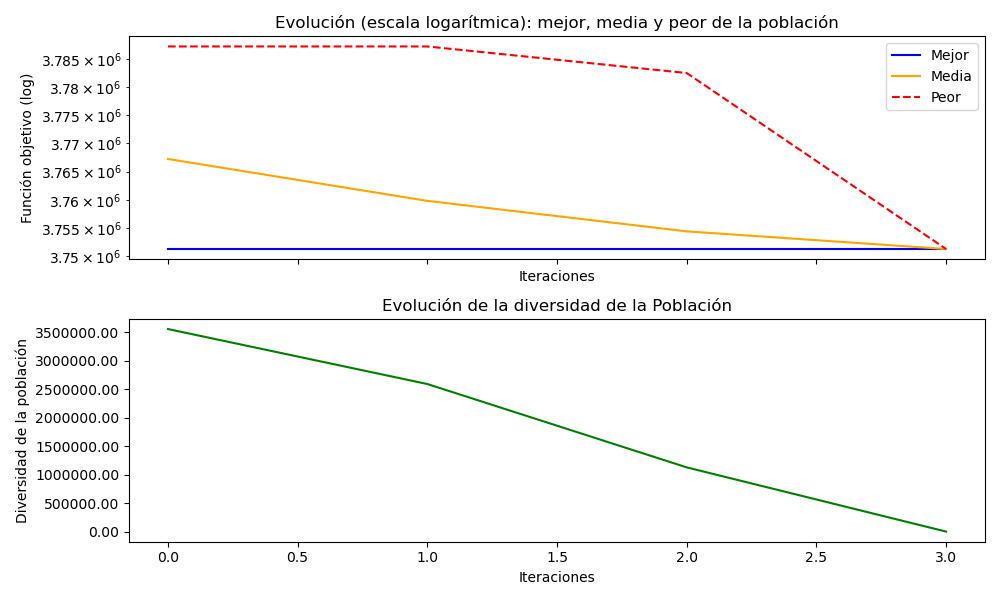 Evolución (escala logarítmica): mejor, media y peor de la población
Función objetivo (log)
3.785 × 10⁶
3.78 × 10⁶
3.775 × 10⁶
3.77 × 10⁶
3.765 × 10⁶
3.76 × 10⁶
3.755 × 10⁶
3.75 × 10⁶
Mejor
Media
Peor
Iteraciones
Evolución de la diversidad de la Población
Diversidad de la población
3500000.00
3000000.00
2500000.00
2000000.00
1500000.00
1000000.00
500000.00
0.00
0.0 0.5 1.0 1.5 2.0 2.5 3.0
Iteraciones